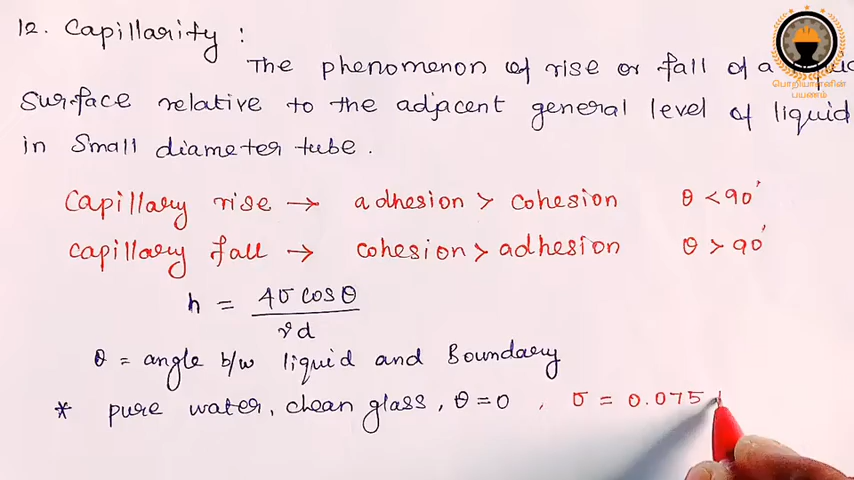 12. Capillarity :
The phenomenon of rise or fall of a
surface relative to the adjacent general level of liquid
in small diameter tube.
Capillary rise → adhesion > cohesion θ < 90°
capillary fall → cohesion > adhesion θ > 90°
h = 4σ cos θ / γd
θ = angle b/w liquid and Boundary
* pure water, clean glass, θ = 0 , σ = 0.075
பொறியாளனின்
பயணம்